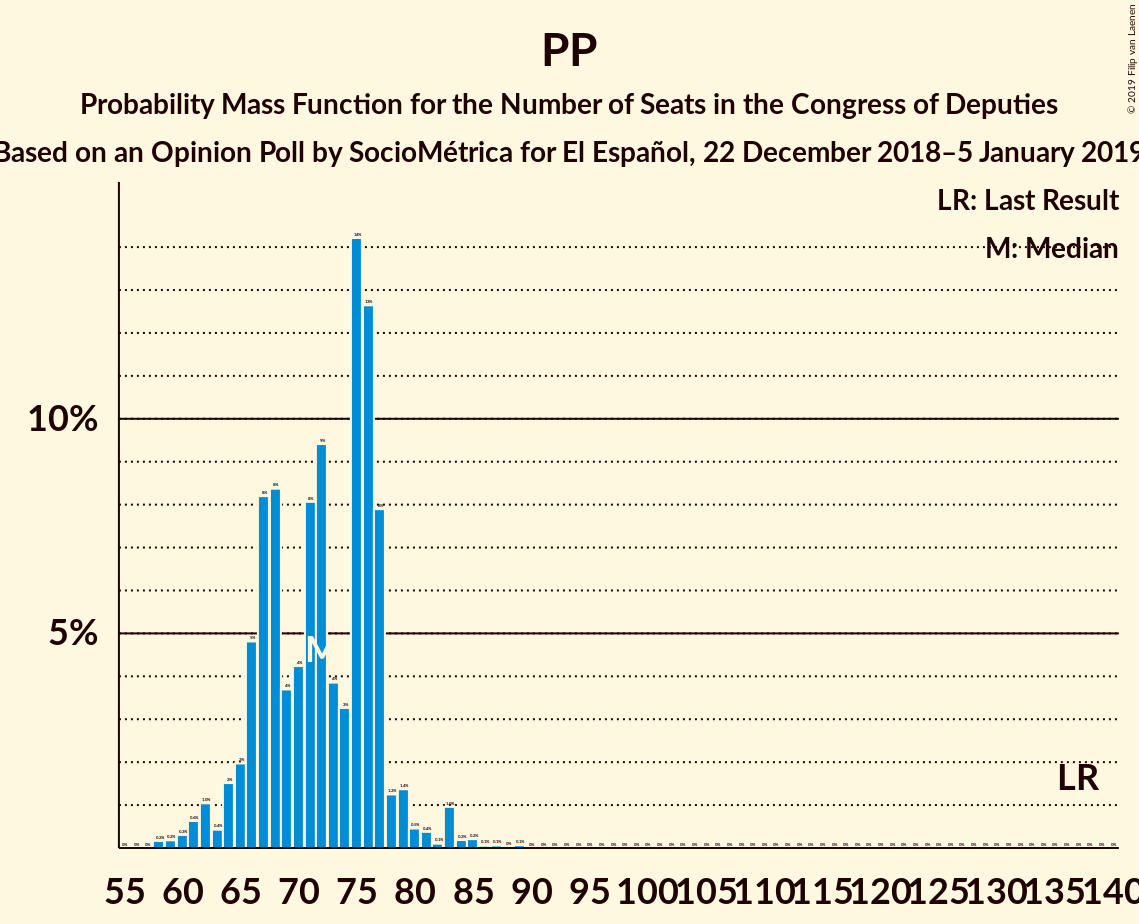 PP
Probability Mass Function for the Number of Seats in the Congress of Deputies
Based on an Opinion Poll by SocioMétrica for El Español, 22 December 2018–5 January 2019
© 2019 Filip van Laenen
LR: Last Result
M: Median
10%
5%
M
LR
55 60 65 70 75 80 85 90 95 100 105 110 115 120 125 130 135 140